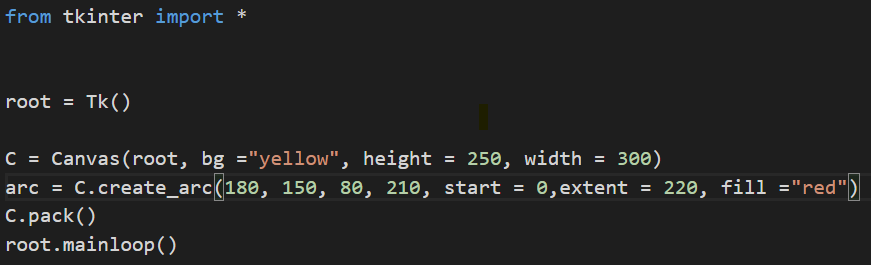 from tkinter import *
root = Tk()
C = Canvas(root, bg ="yellow", height = 250, width = 300)
arc = C.create_arc(180, 150, 80, 210, start = 0,extent = 220, fill ="red")
C.pack()
root.mainloop()